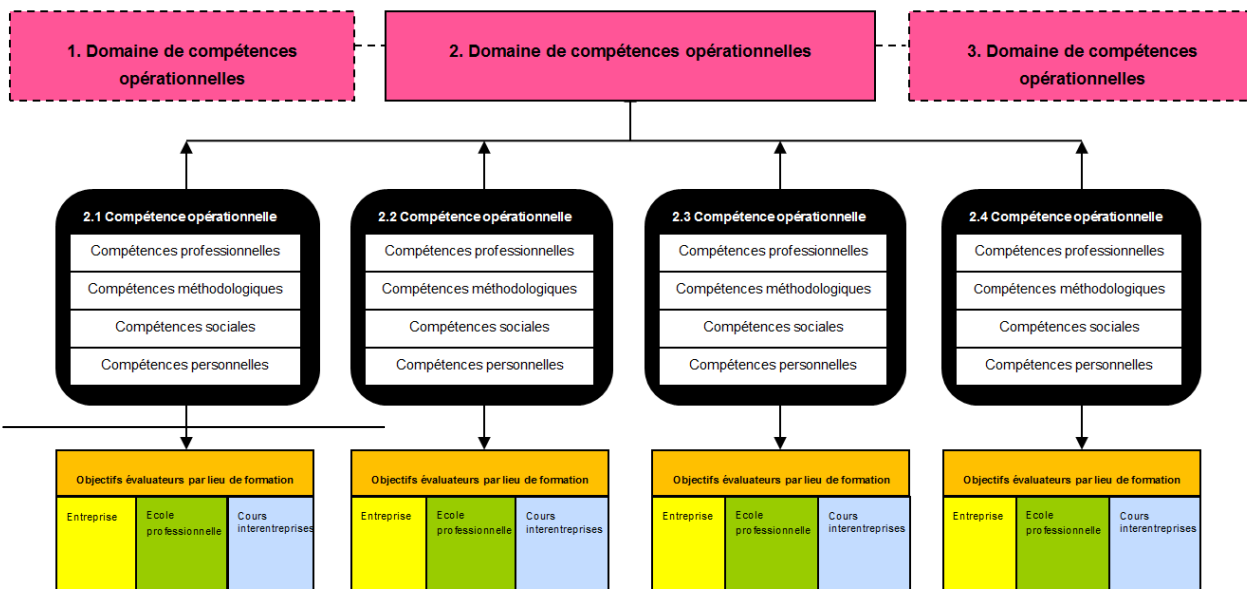 1. Domaine de compétences
opérationnelles
2. Domaine de compétences opérationnelles
3. Domaine de compétences
opérationnelles
2.1 Compétence opérationnelle
Compétences professionnelles
Compétences méthodologiques
Compétences sociales
Compétences personnelles
2.2 Compétence opérationnelle
Compétences professionnelles
Compétences méthodologiques
Compétences sociales
Compétences personnelles
2.3 Compétence opérationnelle
Compétences professionnelles
Compétences méthodologiques
Compétences sociales
Compétences personnelles
2.4 Compétence opérationnelle
Compétences professionnelles
Compétences méthodologiques
Compétences sociales
Compétences personnelles
Objectifs évaluateurs par lieu de formation
Entreprise
Ecole
professionnelle
Cours
interentreprises
Objectifs évaluateurs par lieu de formation
Entreprise
Ecole
professionnelle
Cours
interentreprises
Objectifs évaluateurs par lieu de formation
Entreprise
Ecole
professionnelle
Cours
interentreprises
Objectifs évaluateurs par lieu de formation
Entreprise
Ecole
professionnelle
Cours
interentreprises